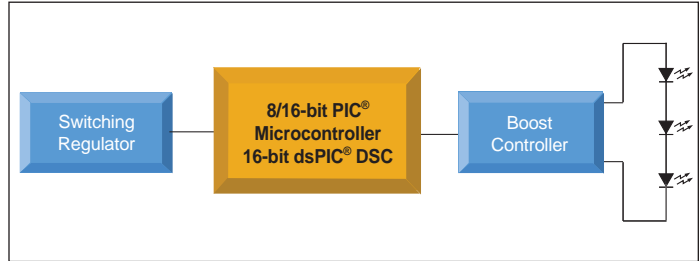 Switching
Regulator
8/16-bit PIC®
Microcontroller
16-bit dsPIC® DSC
Boost
Controller